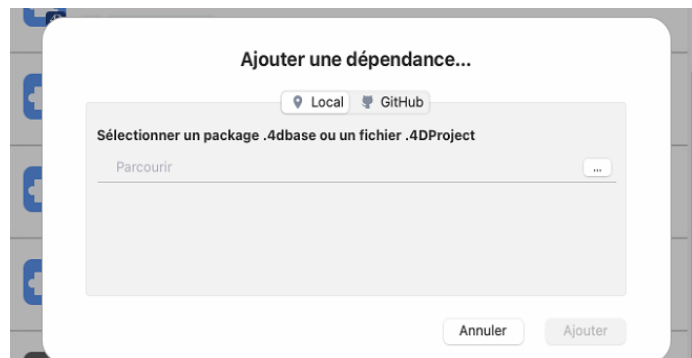 Ajouter une dépendance...
Local GitHub
Sélectionner un package .4dbase ou un fichier .4DProject
Parcourir ...
Annuler Ajouter